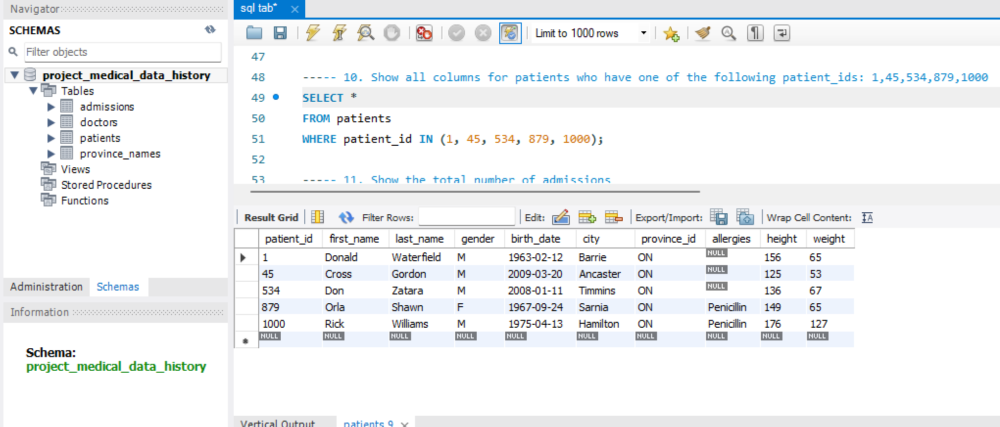 Navigator
SCHEMAS
Filter objects
project_medical_data_history
Tables
admissions
doctors
patients
province_names
Views
Stored Procedures
Functions
Administration Schemas
Information
Schema:
project_medical_data_history
sql tab*
Limit to 1000 rows
47
48 ----- 10. Show all columns for patients who have one of the following patient_ids: 1,45,534,879,1000
49 SELECT *
50 FROM patients
51 WHERE patient_id IN (1, 45, 534, 879, 1000);
52
53 ----- 11. Show the total number of admissions
Result Grid Filter Rows: Edit: Export/Import: Wrap Cell Content:
patient_id first_name last_name gender birth_date city province_id allergies height weight
1 Donald Waterfield M 1963-02-12 Barrie ON NULL 156 65
45 Cross Gordon M 2009-03-20 Ancaster ON NULL 125 53
534 Don Zatara M 2008-01-11 Timmins ON NULL 136 67
879 Orla Shawn F 1967-09-24 Sarnia ON Penicillin 149 65
1000 Rick Williams M 1975-04-13 Hamilton ON Penicillin 176 127
NULL NULL NULL NULL NULL NULL NULL NULL NULL NULL
Vertical Output patients 9